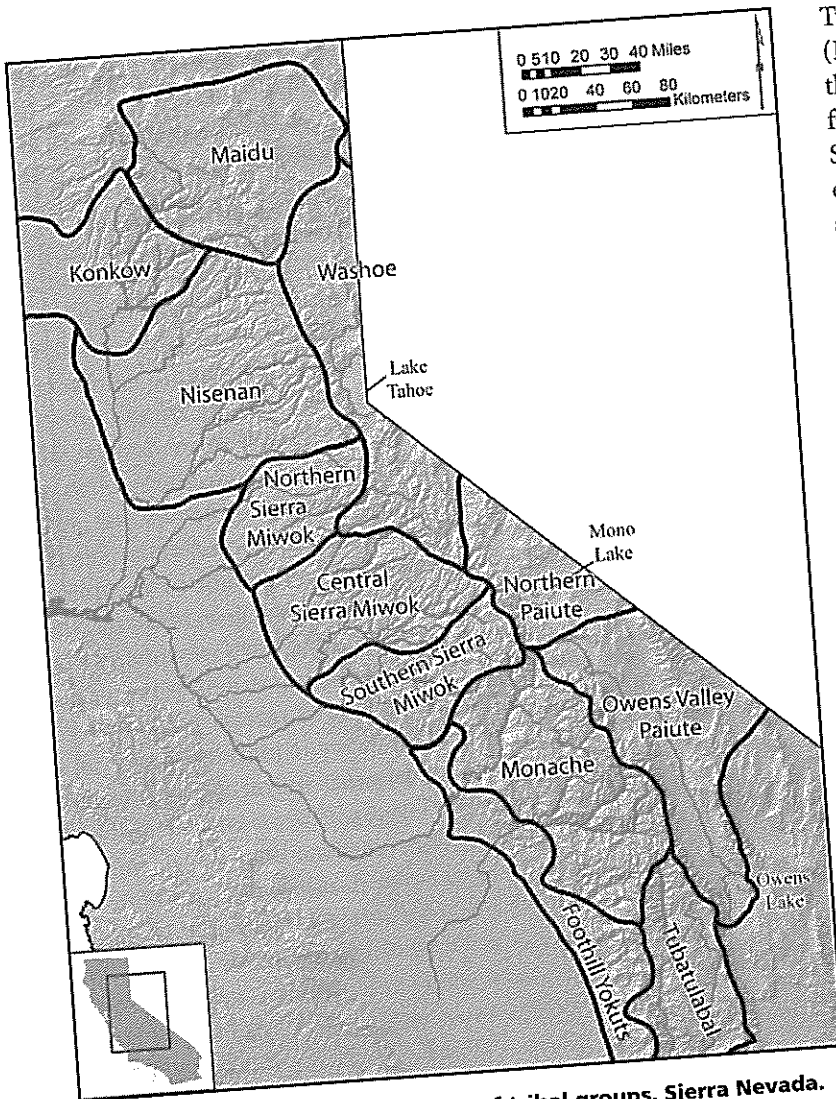 0 5 10 20 30 40 Miles
0 10 20 40 60 80
Kilometers
Maidu
Konkow
Washoe
Nisenan
Lake
Tahoe
Northern
Sierra
Miwok
Mono
Lake
Central
Sierra Miwok
Northern
Paiute
Southern Sierra
Miwok
Owens Valley
Paiute
Monache
Owens
Lake
Foothill Yokuts
Tubatulabal
tribal groups, Sierra Nevada.